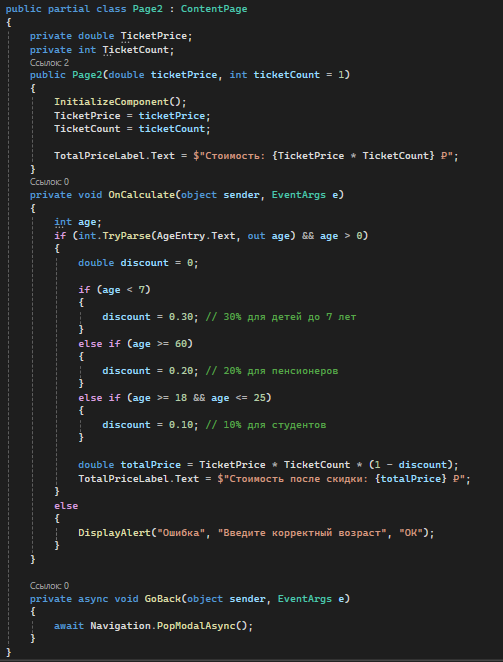 public partial class Page2 : ContentPage
{
    private double TicketPrice;
    private int TicketCount;
    Ссылок: 2
    public Page2(double ticketPrice, int ticketCount = 1)
    {
        InitializeComponent();
        TicketPrice = ticketPrice;
        TicketCount = ticketCount;

        TotalPriceLabel.Text = $"Стоимость: {TicketPrice * TicketCount} ₽";
    }
    Ссылок: 0
    private void OnCalculate(object sender, EventArgs e)
    {
        int age;
        if (int.TryParse(AgeEntry.Text, out age) && age > 0)
        {
            double discount = 0;

            if (age < 7)
            {
                discount = 0.30; // 30% для детей до 7 лет
            }
            else if (age >= 60)
            {
                discount = 0.20; // 20% для пенсионеров
            }
            else if (age >= 18 && age <= 25)
            {
                discount = 0.10; // 10% для студентов
            }

            double totalPrice = TicketPrice * TicketCount * (1 - discount);
            TotalPriceLabel.Text = $"Стоимость после скидки: {totalPrice} ₽";
        }
        else
        {
            DisplayAlert("Ошибка", "Введите корректный возраст", "ОК");
        }
    }

    Ссылок: 0
    private async void GoBack(object sender, EventArgs e)
    {
        await Navigation.PopModalAsync();
    }
}